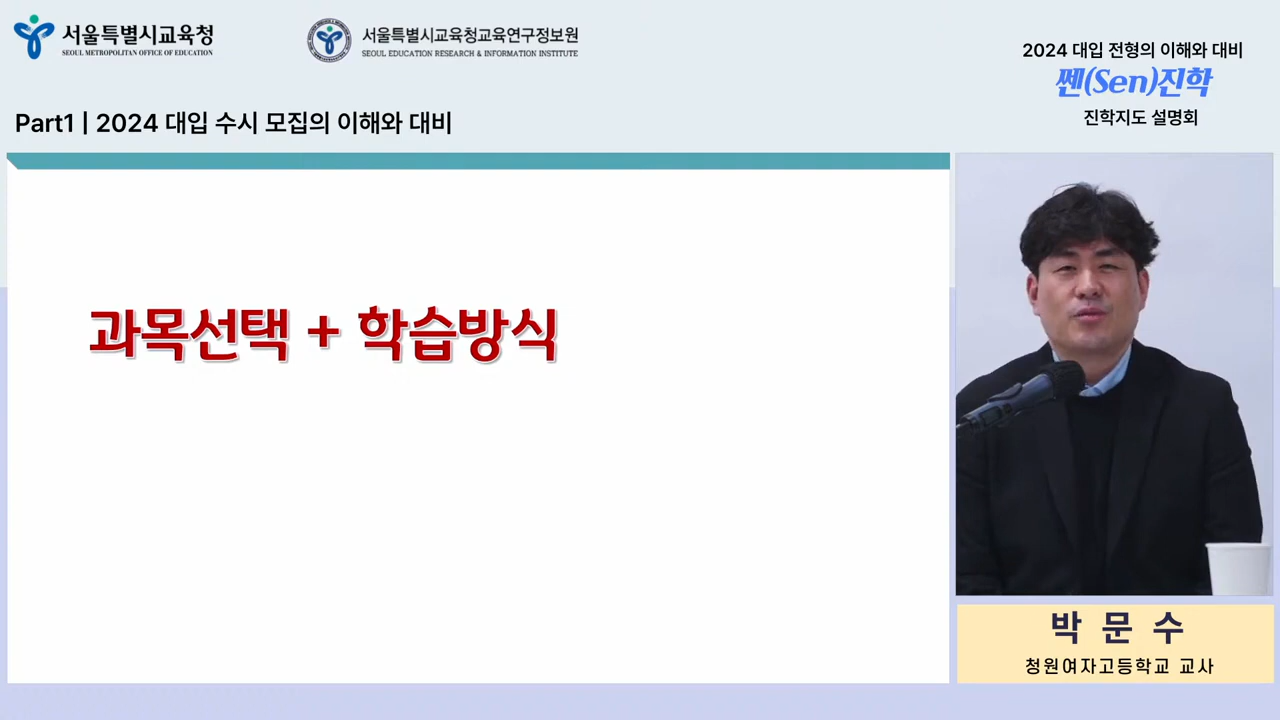 서울특별시교육청
SEOUL METROPOLITAN OFFICE OF EDUCATION
서울특별시교육청교육연구정보원
SEOUL EDUCATION RESEARCH & INFORMATION INSTITUTE
2024 대입 전형의 이해와 대비
쎈(Sen)진학
진학지도 설명회
Part1 | 2024 대입 수시 모집의 이해와 대비
과목선택 + 학습방식
박 문 수
청원여자고등학교 교사